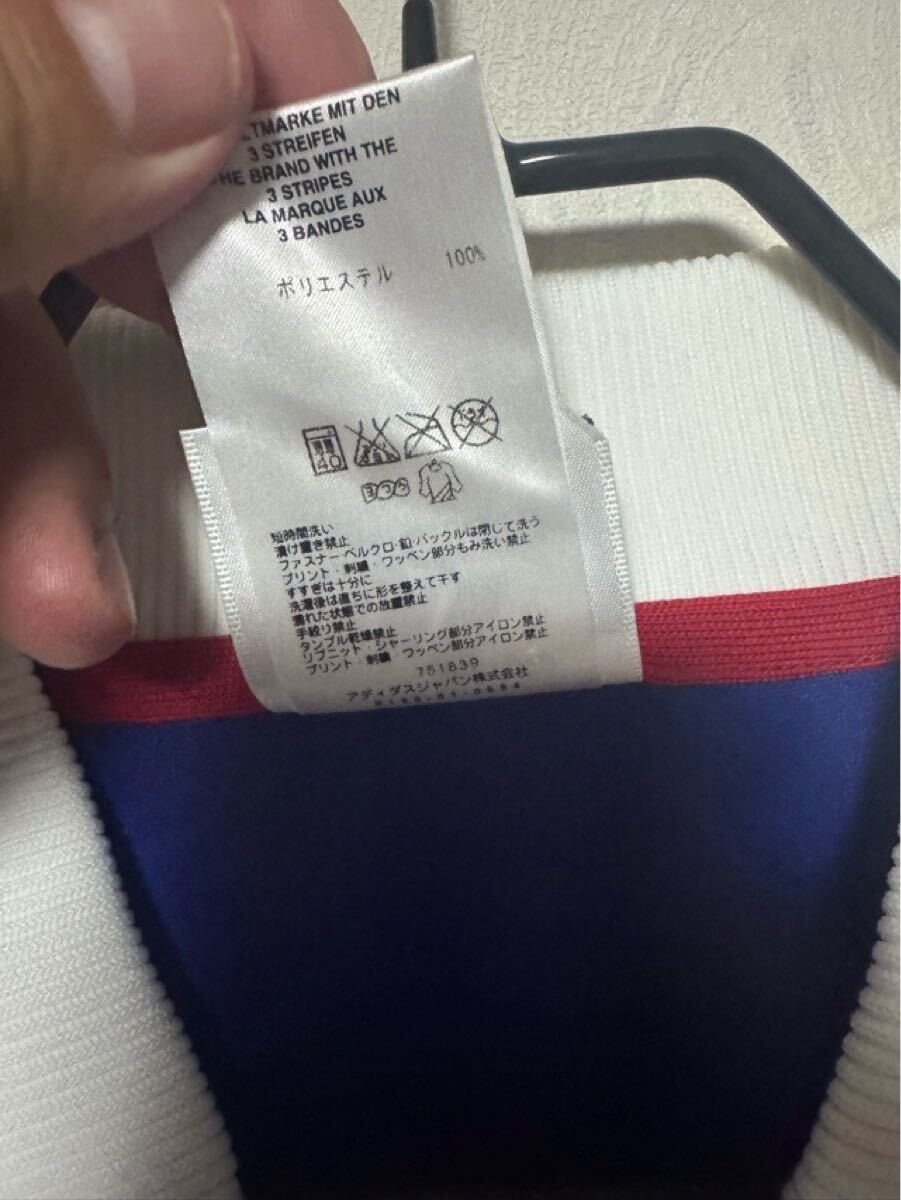 LTMARKE MIT DEN
3 STREIFEN
HE BRAND WITH THE
3 STRIPES
LA MARQUE AUX
3 BANDES
ポリエステル 100%
40
短時間洗い
漬け置き禁止
ファスナー・ベルクロ・釦・バックルは閉じて洗う
プリント・刺繍・ワッペン部分もみ洗い禁止
すすぎは十分に
洗濯後は直ちに形を整えて干す
濡れた状態での放置禁止
手絞り禁止
タンブル乾燥禁止
リブニット・シャーリング部分アイロン禁止
プリント・刺繍・ワッペン部分アイロン禁止
751639
アディダスジャパン株式会社